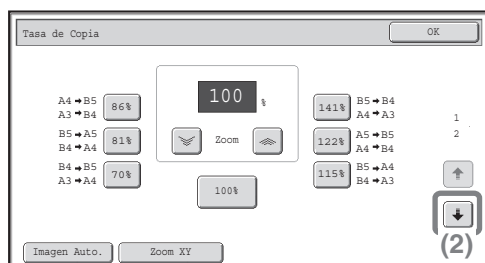 Tasa de Copia
OK
100 %
Zoom
100%
A4 → B5
A3 → B4
86%
B5 → A5
B4 → A4
81%
B4 → B5
A3 → A4
70%
141%
B5 → B4
A4 → A3
122%
A5 → B5
A4 → B4
115%
B5 → A4
B4 → A3
1
2
(2)
Imagen Auto.
Zoom XY